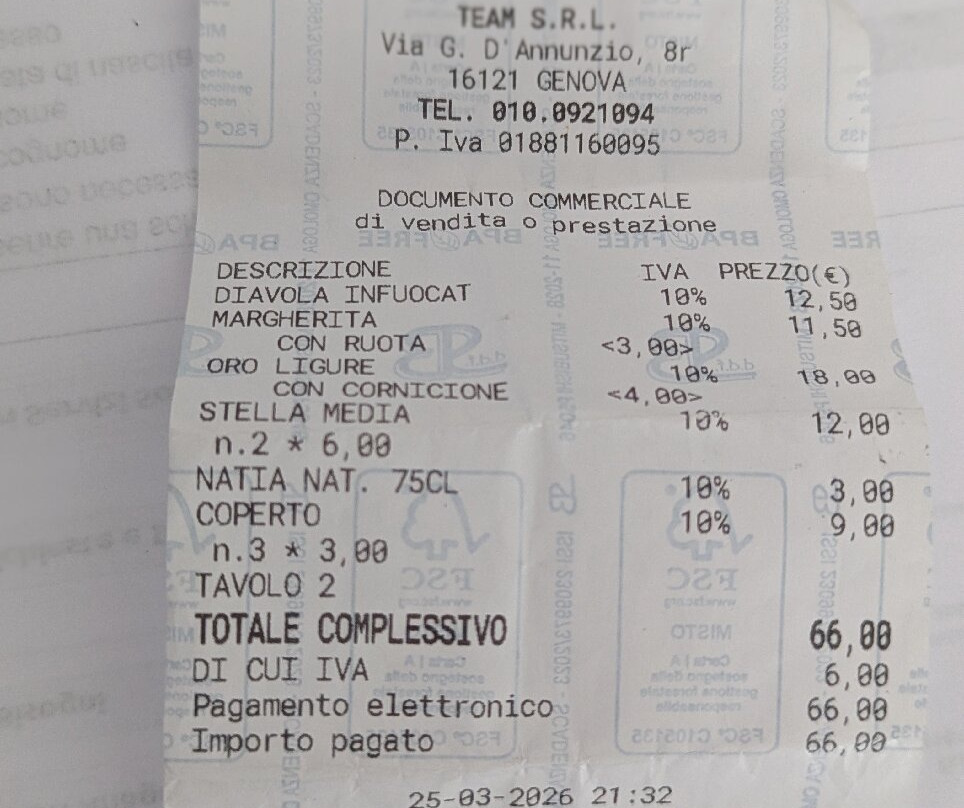 TEAM S.R.L.
Via G. D'Annunzio, 8r
16121 GENOVA
TEL. 010.0921094
P. Iva 01881160095
DOCUMENTO COMMERCIALE
di vendita o prestazione
DESCRIZIONE IVA PREZZO(€)
DIAVOLA INFUOCAT 10% 12,50
MARGHERITA 10% 11,50
CON RUOTA <3,00>
ORO LIGURE 10% 18,00
CON CORNICIONE <4,00>
STELLA MEDIA 10% 12,00
n.2 * 6,00
NATIA NAT. 75CL 10% 3,00
COPERTO 10% 9,00
n.3 * 3,00
TAVOLO 2
TOTALE COMPLESSIVO 66,00
DI CUI IVA 6,00
Pagamento elettronico 66,00
Importo pagato 66,00
25-03-2026 21:32